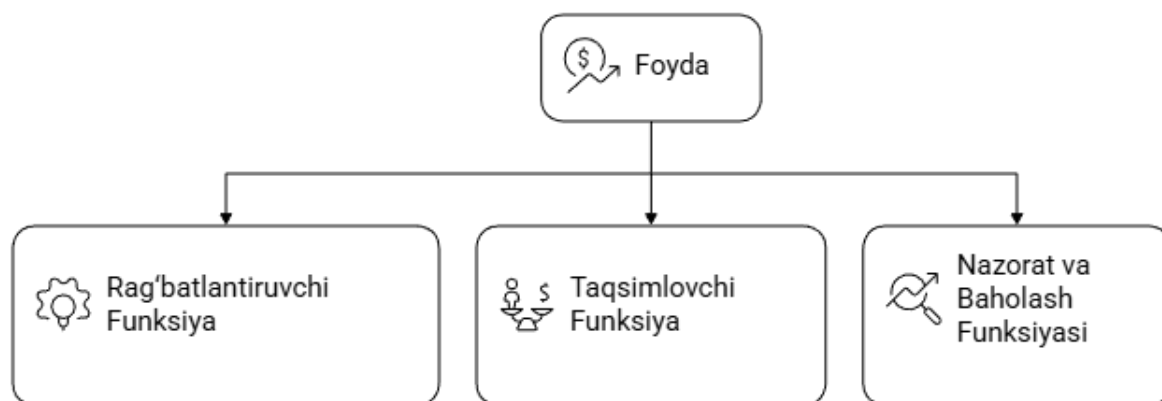 Foyda
Rag‘batlantiruvchi
Funksiya
Taqsimlovchi
Funksiya
Nazorat va
Baholash
Funksiyasi